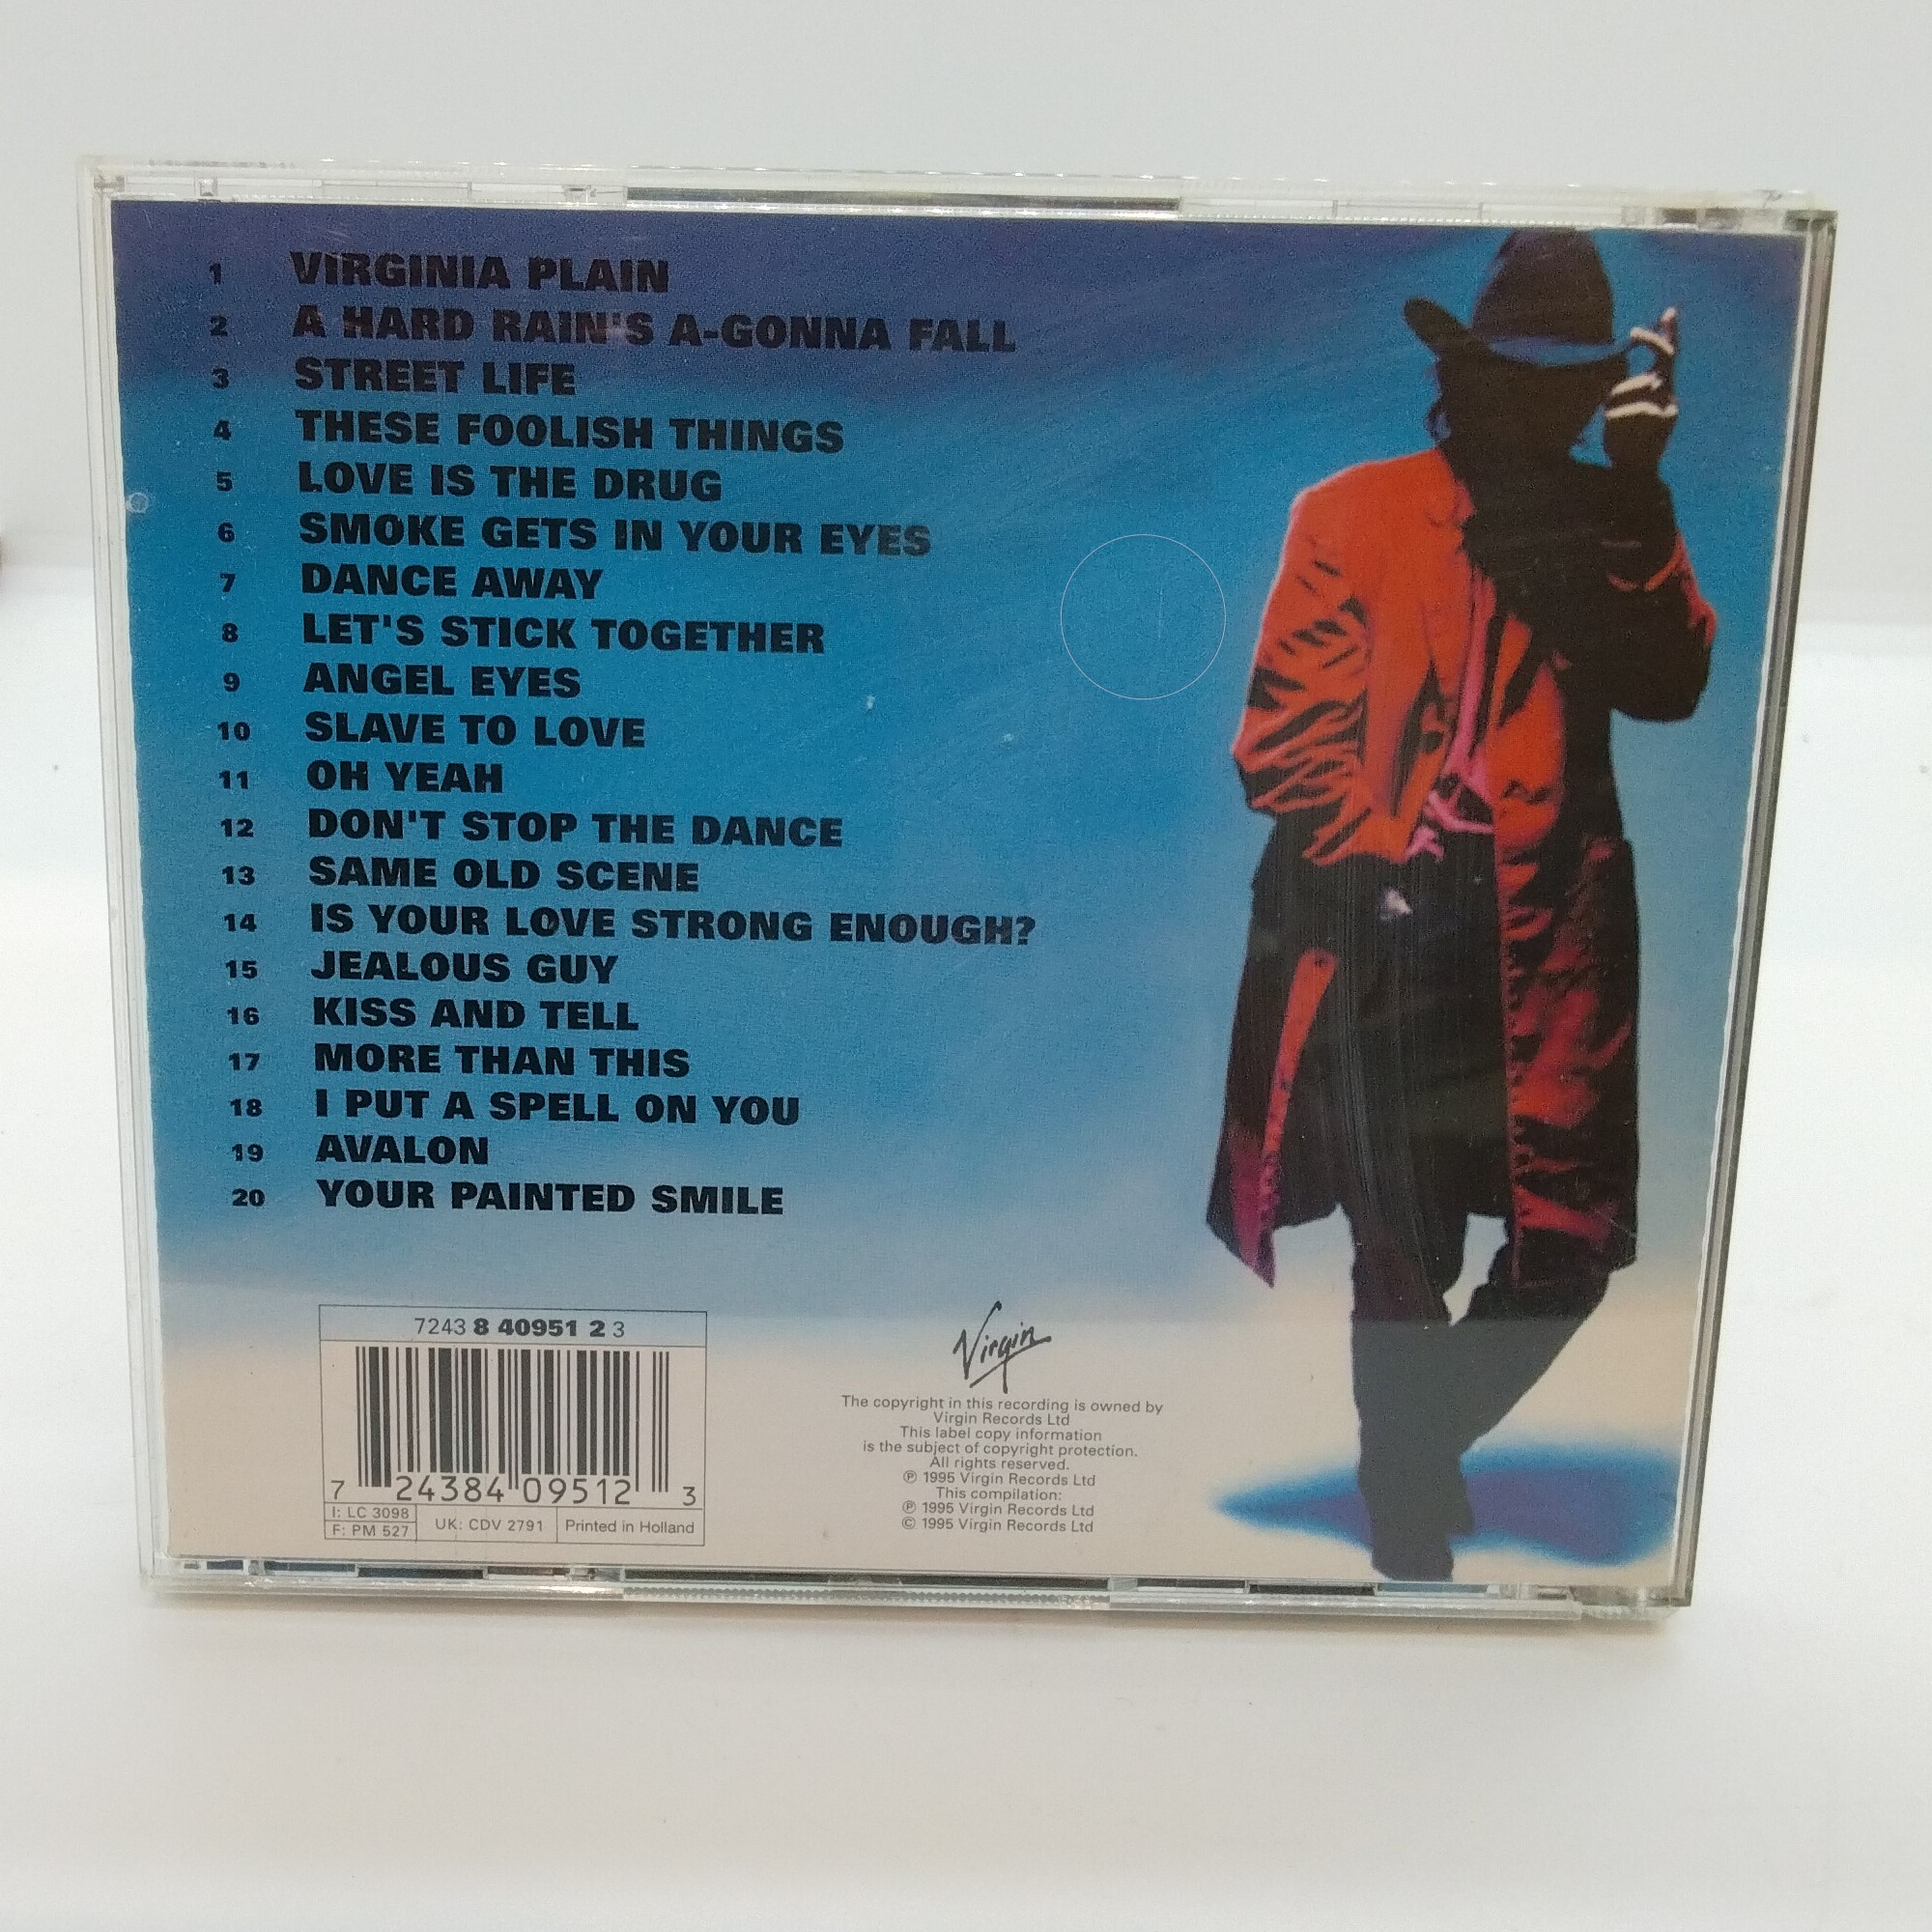 1 VIRGINIA PLAIN
2 A HARD RAIN'S A-GONNA FALL
3 STREET LIFE
4 THESE FOOLISH THINGS
5 LOVE IS THE DRUG
6 SMOKE GETS IN YOUR EYES
7 DANCE AWAY
8 LET'S STICK TOGETHER
9 ANGEL EYES
10 SLAVE TO LOVE
11 OH YEAH
12 DON'T STOP THE DANCE
13 SAME OLD SCENE
14 IS YOUR LOVE STRONG ENOUGH?
15 JEALOUS GUY
16 KISS AND TELL
17 MORE THAN THIS
18 I PUT A SPELL ON YOU
19 AVALON
20 YOUR PAINTED SMILE
7243 8 40951 2 3
7 24384 09512 3
I: LC 3098
F: PM 527
UK: CDV 2791
Printed in Holland
Virgin
The copyright in this recording is owned by
Virgin Records Ltd
This label copy information
is the subject of copyright protection.
All rights reserved.
℗ 1995 Virgin Records Ltd
This compilation:
℗ 1995 Virgin Records Ltd
© 1995 Virgin Records Ltd